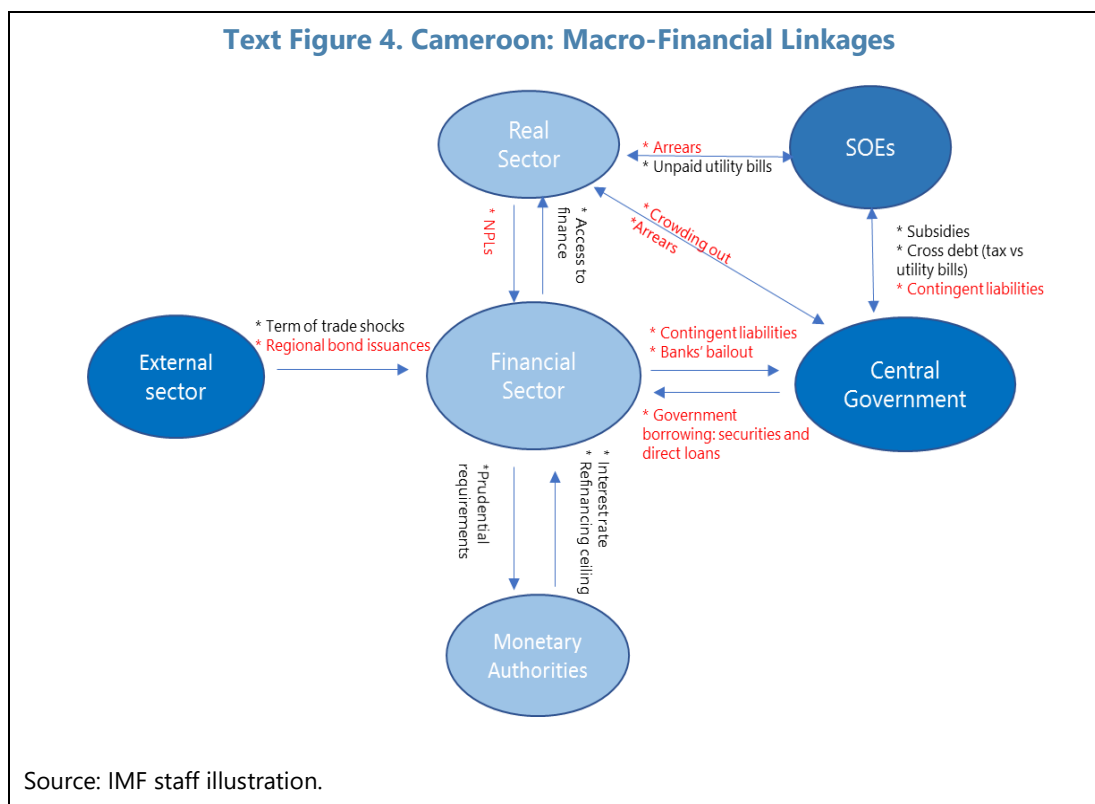 Text Figure 4. Cameroon: Macro-Financial Linkages
Real
Sector
SOEs
* Arrears
* Unpaid utility bills
* NPLs
* Access to
finance
* Crowding out
*Arrears
* Subsidies
* Cross debt (tax vs
utility bills)
* Contingent liabilities
External
sector
* Term of trade shocks
* Regional bond issuances
Financial
Sector
* Contingent liabilities
* Banks' bailout
Central
Government
* Government
borrowing: securities and
direct loans
*Prudential
requirements
* Interest rate
* Refinancing ceiling
Monetary
Authorities
Source: IMF staff illustration.